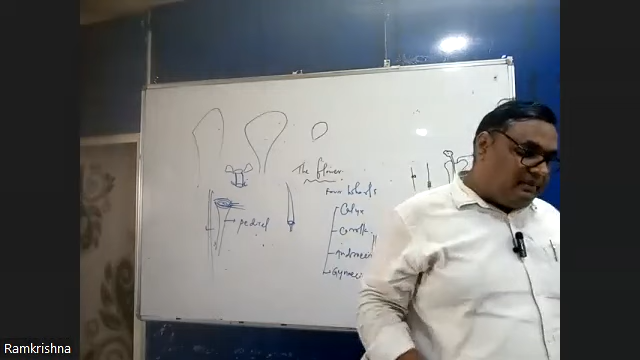 The flower
Four whorls
Calyx
Corolla
pedicel
Androecium
Gynoecium
Ramkrishna